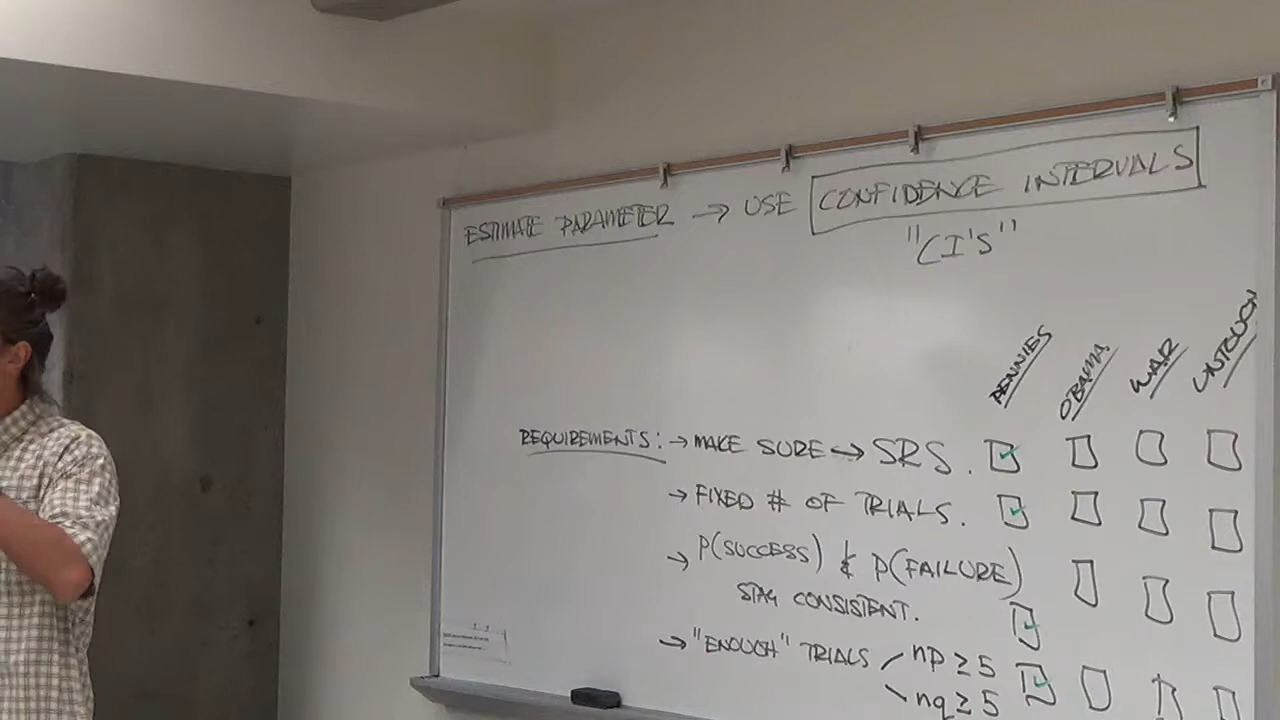 ESTIMATE PARAMETER → USE CONFIDENCE INTERVALS
"CI'S"
PENNIES OBAMA WAR UNTOUCH
REQUIREMENTS: → MAKE SURE ↔ SRS.
→ FIXED # OF TRIALS.
→ P(SUCCESS) & P(FAILURE)
STAY CONSISTENT.
→ "ENOUGH" TRIALS np ≥ 5
nq ≥ 5